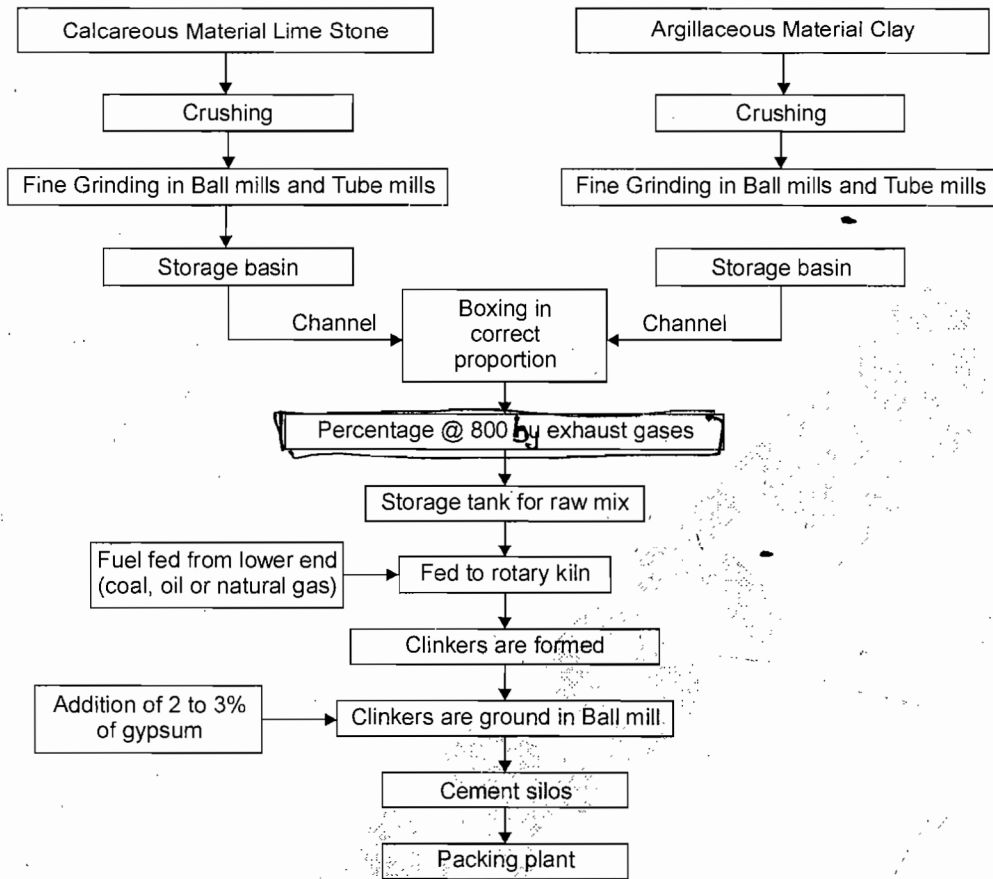 Calcareous Material Lime Stone
Argillaceous Material Clay
Crushing
Crushing
Fine Grinding in Ball mills and Tube mills
Fine Grinding in Ball mills and Tube mills
Storage basin
Storage basin
Channel
Boxing in
correct
proportion
Channel
Percentage @ 800 by exhaust gases
Storage tank for raw mix
Fuel fed from lower end
(coal, oil or natural gas)
Fed to rotary kiln
Clinkers are formed
Addition of 2 to 3%
of gypsum
Clinkers are ground in Ball mill
Cement silos
Packing plant